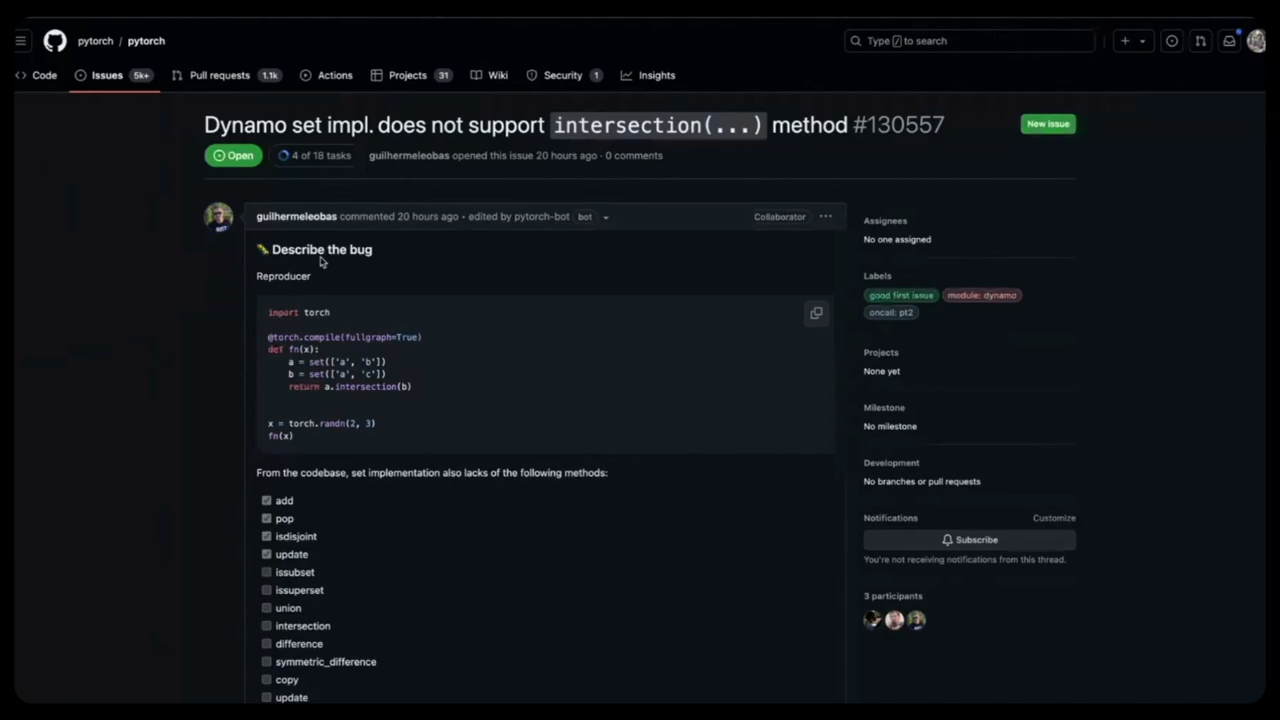 pytorch / pytorch
Type / to search
Code
Issues 5k+
Pull requests 1.1k
Actions
Projects 31
Wiki
Security 1
Insights
Dynamo set impl. does not support intersection(...) method #130557
New issue
Open
4 of 18 tasks
guilhermeleobas opened this issue 20 hours ago · 0 comments
guilhermeleobas commented 20 hours ago • edited by pytorch-bot bot
Collaborator
Describe the bug
Reproducer
import torch
@torch.compile(fullgraph=True)
def fn(x):
    a = set(['a', 'b'])
    b = set(['a', 'c'])
    return a.intersection(b)
x = torch.randn(2, 3)
fn(x)
From the codebase, set implementation also lacks of the following methods:
add
pop
isdisjoint
update
issubset
issuperset
union
intersection
difference
symmetric_difference
copy
update
Assignees
No one assigned
Labels
good first issue
module: dynamo
oncall: pt2
Projects
None yet
Milestone
No milestone
Development
No branches or pull requests
Notifications
Customize
Subscribe
You're not receiving notifications from this thread.
3 participants